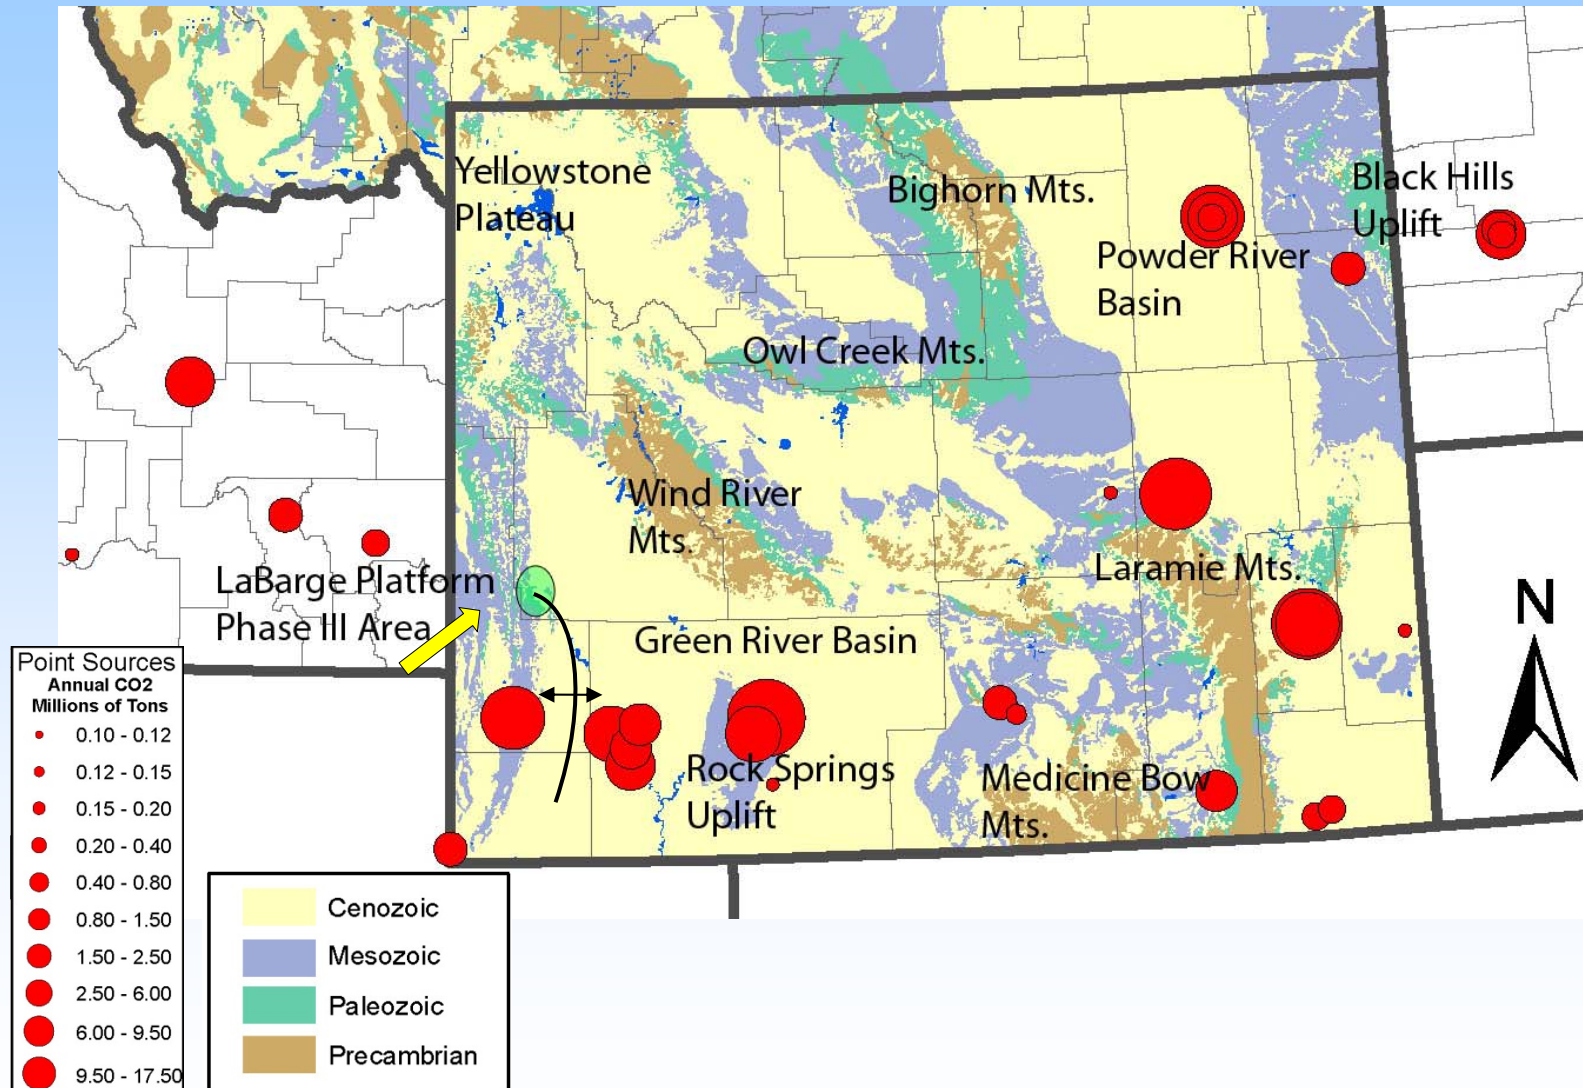 Yellowstone
Plateau
Bighorn Mts.
Black Hills
Uplift
Powder River
Basin
Owl Creek Mts.
Wind River
Mts.
LaBarge Platform
Phase III Area
Laramie Mts.
Green River Basin
Rock Springs
Uplift
Medicine Bow
Mts.
N
Point Sources
Annual CO2
Millions of Tons
0.10 - 0.12
0.12 - 0.15
0.15 - 0.20
0.20 - 0.40
0.40 - 0.80
0.80 - 1.50
1.50 - 2.50
2.50 - 6.00
6.00 - 9.50
9.50 - 17.50
Cenozoic
Mesozoic
Paleozoic
Precambrian